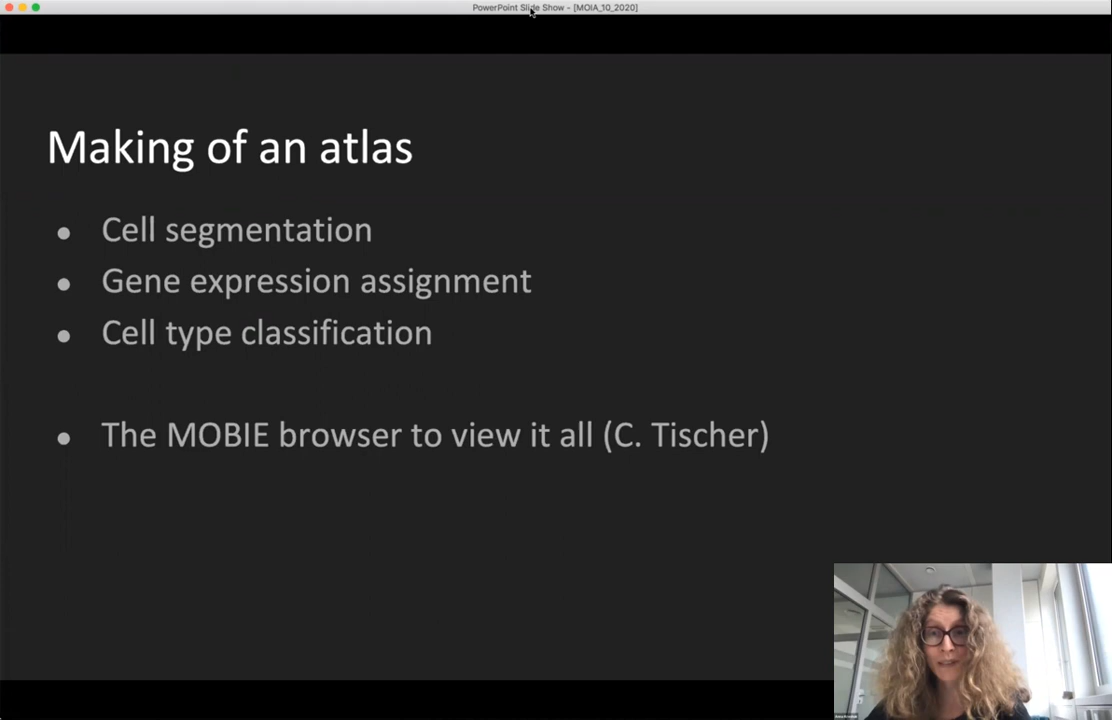 PowerPoint Slide Show - [MOIA_10_2020]
Making of an atlas
• Cell segmentation
• Gene expression assignment
• Cell type classification
• The MOBIE browser to view it all (C. Tischer)